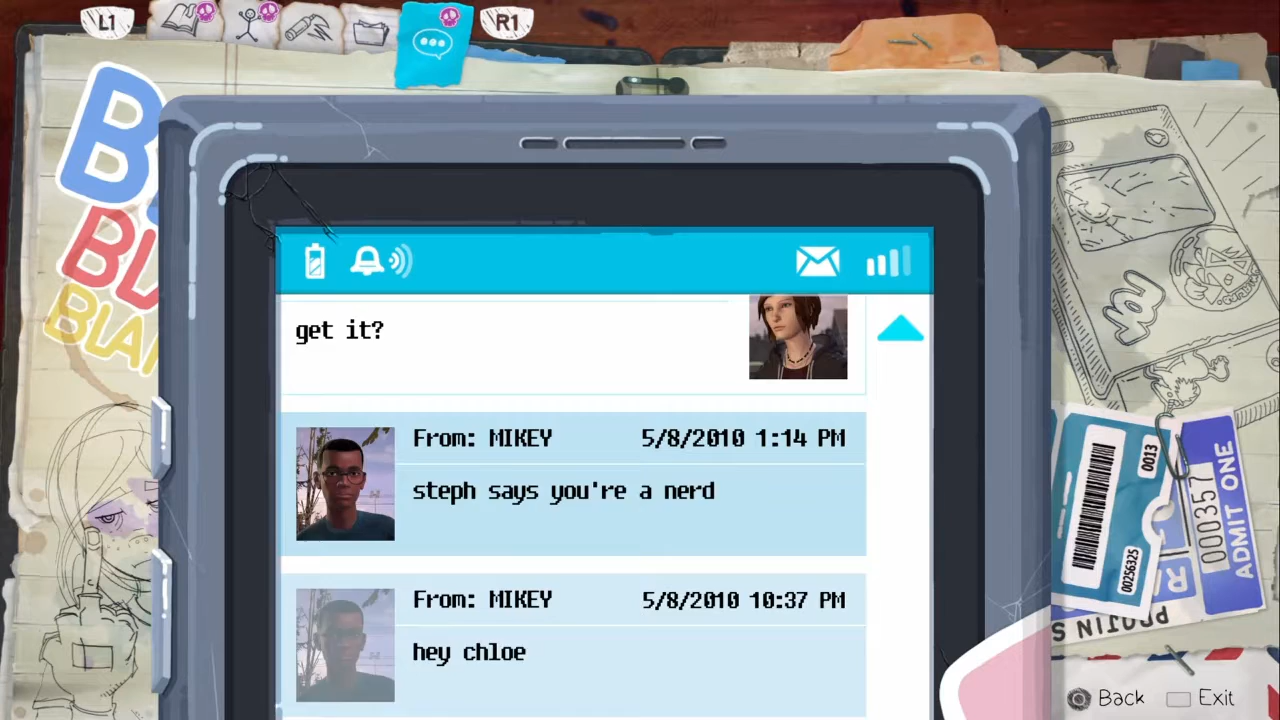 L1
R1
get it?
From: MIKEY 5/8/2010 1:14 PM
steph says you're a nerd
From: MIKEY 5/8/2010 10:37 PM
hey chloe
0013
00256325
000357
ADMIT ONE
Back
Exit